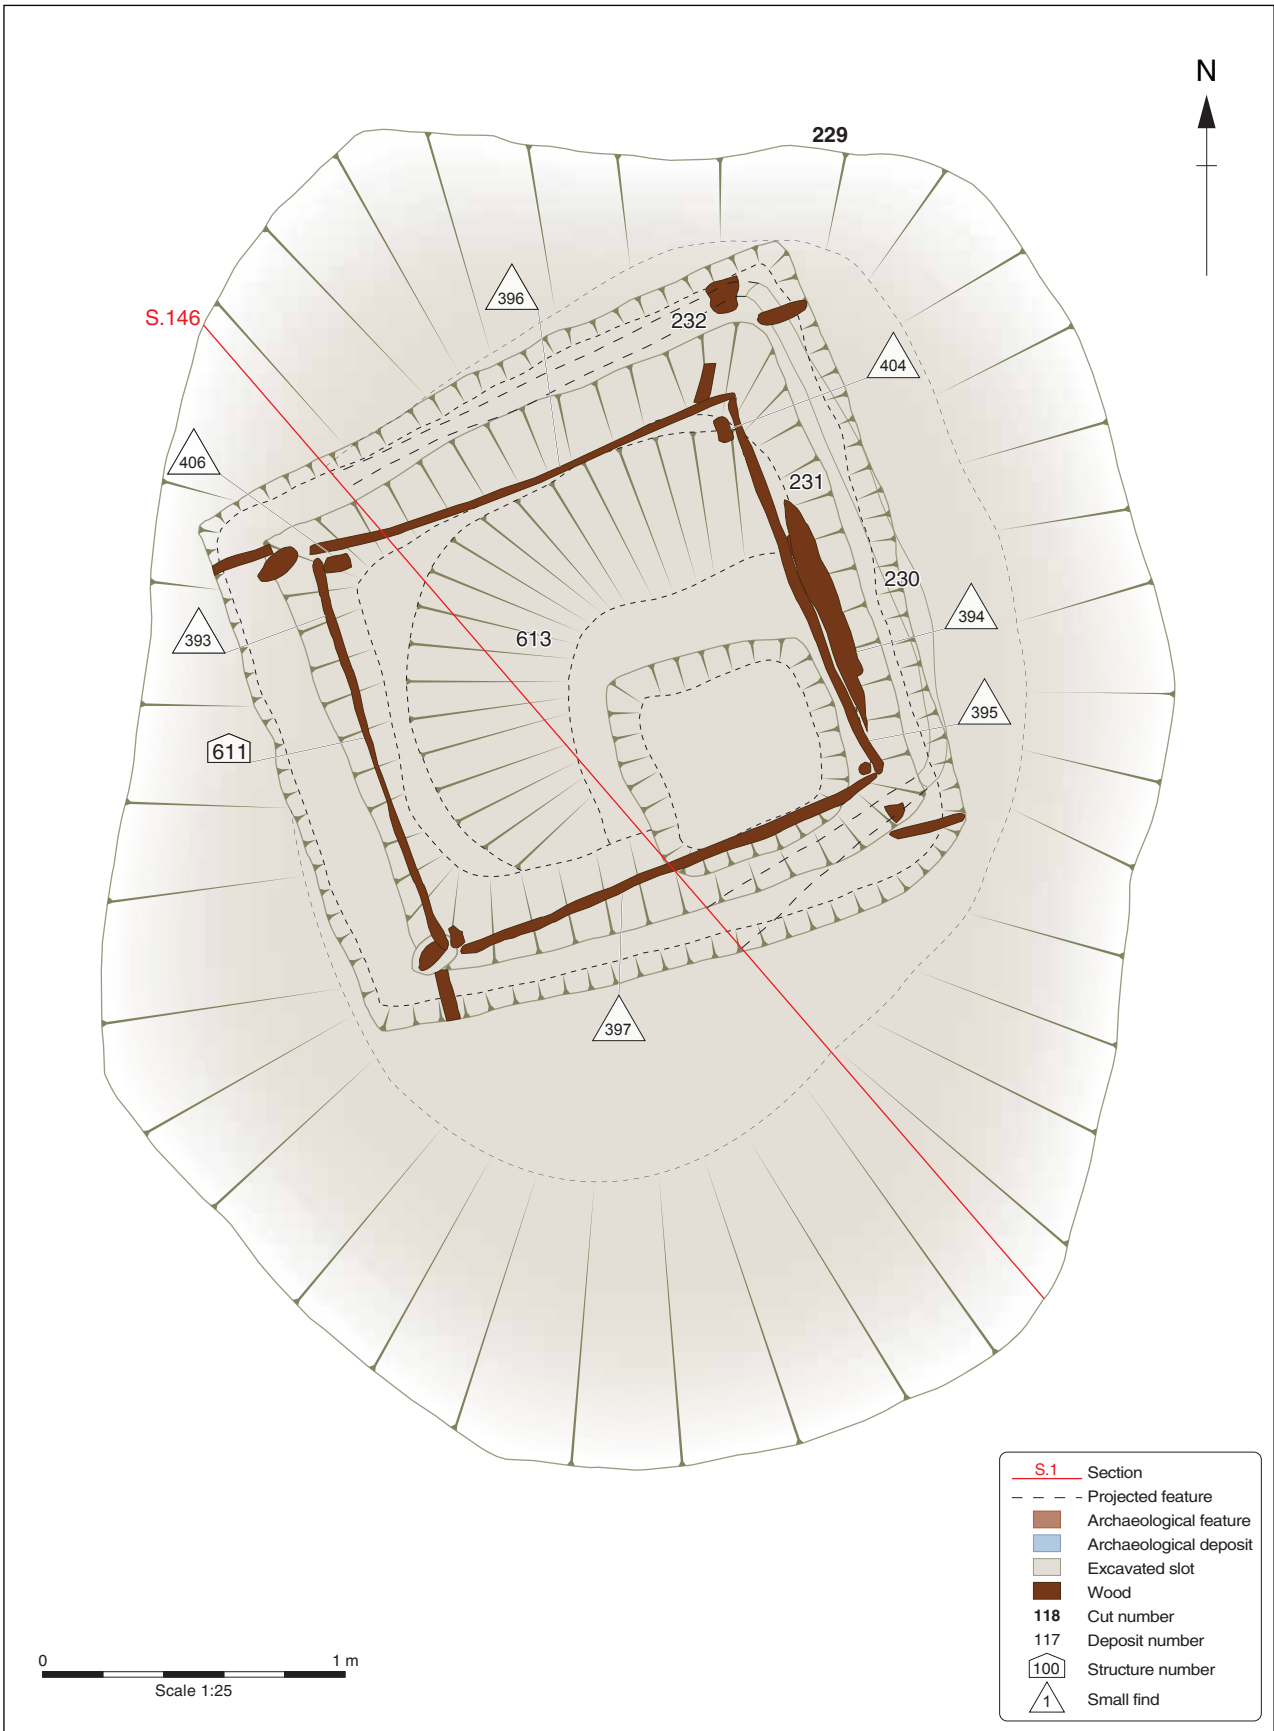 N
229
396
S.146
232
404
406
231
230
394
393
613
395
611
397
S.1 Section
Projected feature
Archaeological feature
Archaeological deposit
Excavated slot
Wood
118 Cut number
117 Deposit number
100 Structure number
1 Small find
0 1 m
Scale 1:25